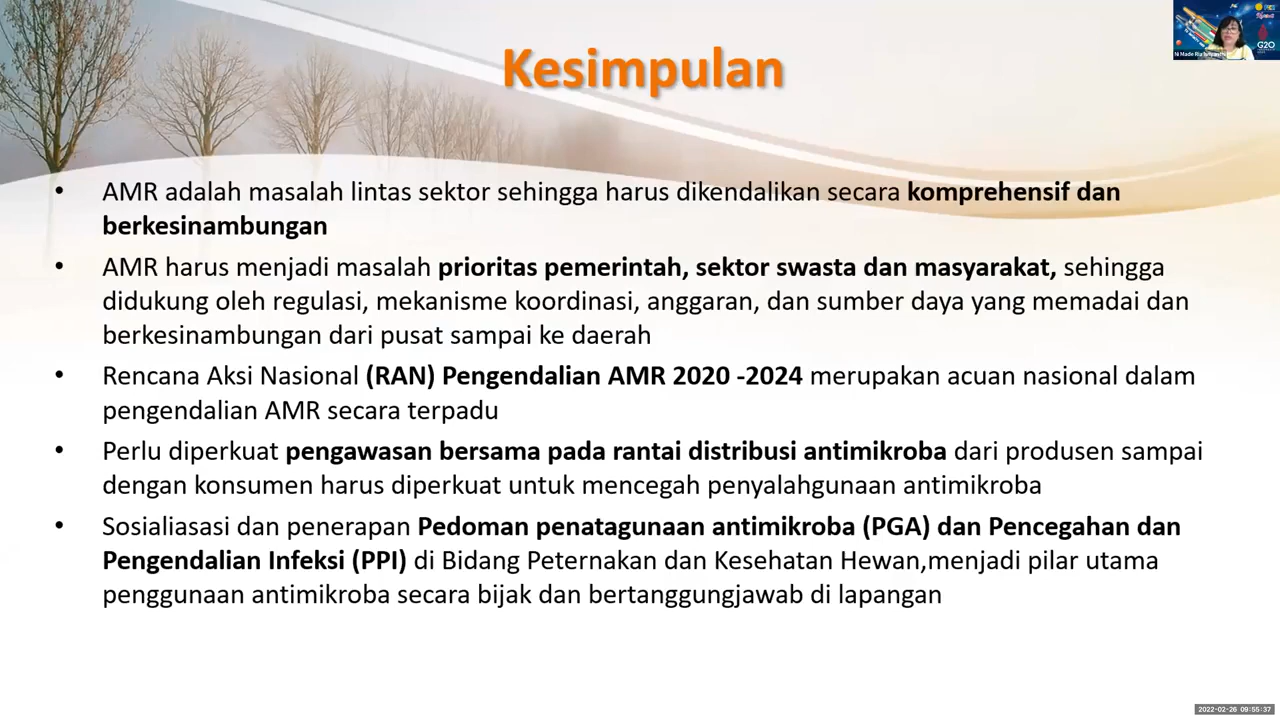 Kesimpulan
• AMR adalah masalah lintas sektor sehingga harus dikendalikan secara komprehensif dan
berkesinambungan
• AMR harus menjadi masalah prioritas pemerintah, sektor swasta dan masyarakat, sehingga
didukung oleh regulasi, mekanisme koordinasi, anggaran, dan sumber daya yang memadai dan
berkesinambungan dari pusat sampai ke daerah
• Rencana Aksi Nasional (RAN) Pengendalian AMR 2020 -2024 merupakan acuan nasional dalam
pengendalian AMR secara terpadu
• Perlu diperkuat pengawasan bersama pada rantai distribusi antimikroba dari produsen sampai
dengan konsumen harus diperkuat untuk mencegah penyalahgunaan antimikroba
• Sosialiasasi dan penerapan Pedoman penatagunaan antimikroba (PGA) dan Pencegahan dan
Pengendalian Infeksi (PPI) di Bidang Peternakan dan Kesehatan Hewan,menjadi pilar utama
penggunaan antimikroba secara bijak dan bertanggungjawab di lapangan
G20
Ni Made Ria
2022-02-26 09:55:37